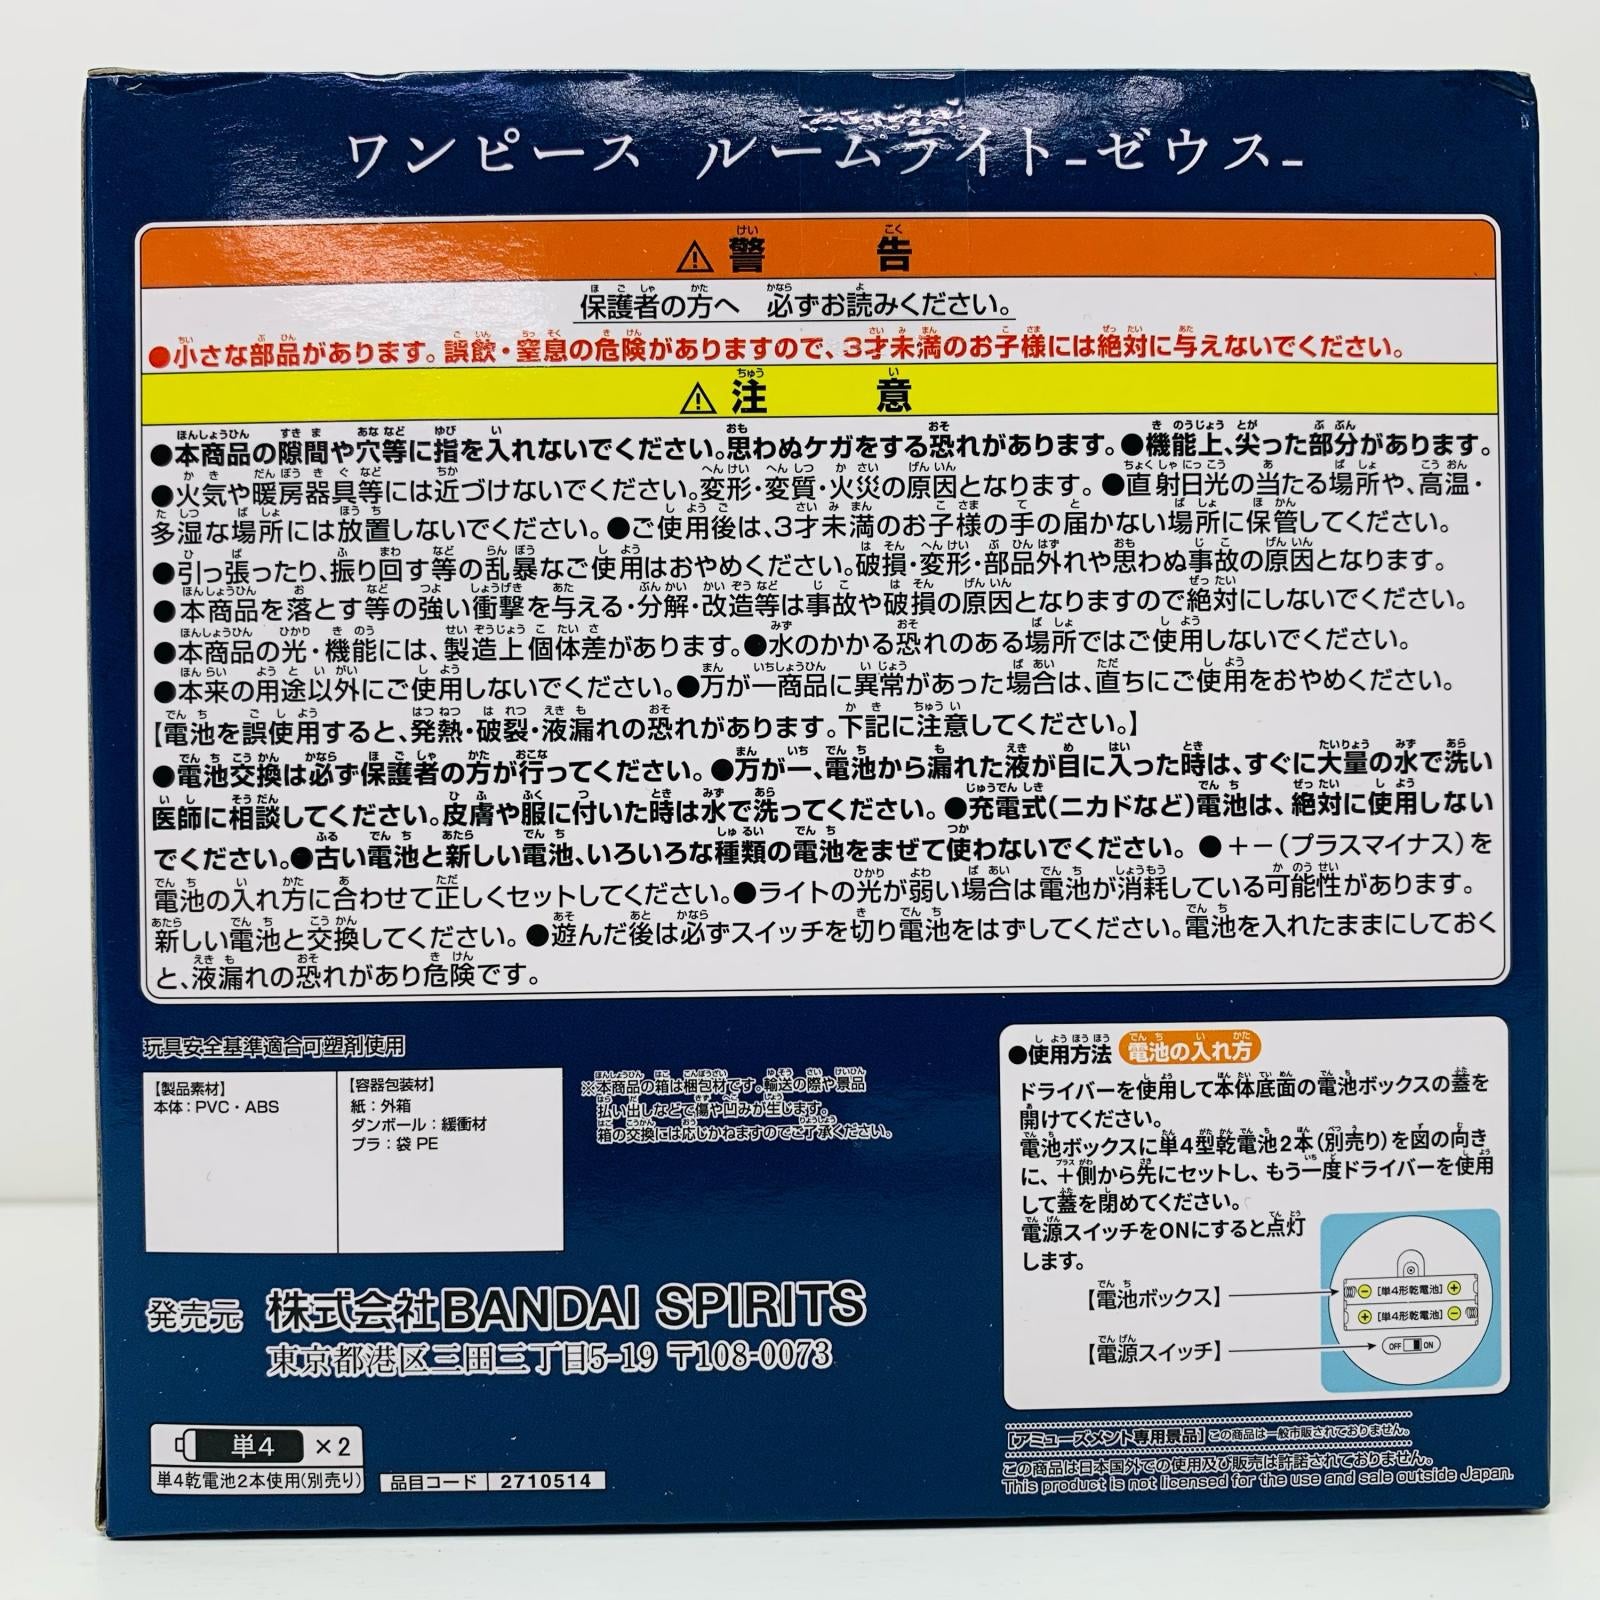 ワンピース ルームライト-ゼウス-
⚠警告
保護者の方へ 必ずお読みください。
●小さな部品があります。誤飲・窒息の危険がありますので、3才未満のお子様には絶対に与えないでください。
⚠注意
●本商品の隙間や穴等に指を入れないでください。思わぬケガをする恐れがあります。●機能上、尖った部分があります。
●火気や暖房器具等には近づけないでください。変形・変質・火災の原因となります。●直射日光の当たる場所や、高温・
多湿な場所には放置しないでください。●ご使用後は、3才未満のお子様の手の届かない場所に保管してください。
●引っ張ったり、振り回す等の乱暴なご使用はおやめください。破損・変形・部品外れや思わぬ事故の原因となります。
●本商品を落とす等の強い衝撃を与える・分解・改造等は事故や破損の原因となりますので絶対にしないでください。
●本商品の光・機能には、製造上個体差があります。●水のかかる恐れのある場所ではご使用しないでください。
●本来の用途以外にご使用しないでください。●万が一商品に異常があった場合は、直ちにご使用をおやめください。
【電池を誤使用すると、発熱・破裂・液漏れの恐れがあります。下記に注意してください。】
●電池交換は必ず保護者の方が行ってください。●万が一、電池から漏れた液が目に入った時は、すぐに大量の水で洗い
医師に相談してください。皮膚や服に付いた時は水で洗ってください。●充電式(ニカドなど)電池は、絶対に使用しない
でください。●古い電池と新しい電池、いろいろな種類の電池をまぜて使わないでください。●＋－(プラスマイナス)を
電池の入れ方に合わせて正しくセットしてください。●ライトの光が弱い場合は電池が消耗している可能性があります。
新しい電池と交換してください。●遊んだ後は必ずスイッチを切り電池をはずしてください。電池を入れたままにしておく
と、液漏れの恐れがあり危険です。
玩具安全基準適合可塑剤使用
【製品素材】
本体：PVC・ABS
【容器包装材】
紙：外箱
ダンボール：緩衝材
プラ：袋 PE
※本商品の箱は梱包材です。輸送の際や景品
払い出しなどで傷や凹みが生じます。
箱の交換には応じかねますのでご了承ください。
発売元 株式会社BANDAI SPIRITS
東京都港区三田三丁目5-19 〒108-0073
単4 ×2
単4乾電池2本使用(別売り)
品目コード 2710514
●使用方法 電池の入れ方
ドライバーを使用して本体底面の電池ボックスの蓋を
開けてください。
電池ボックスに単4型乾電池2本(別売り)を図の向き
に、＋側から先にセットし、もう一度ドライバーを使用
して蓋を閉めてください。
電源スイッチをONにすると点灯
します。
【電池ボックス】
【電源スイッチ】
－ [単4形乾電池] ＋
＋ [単4形乾電池] －
OFF ON
[アミューズメント専用景品] この商品は一般市販されておりません。
この商品は日本国外での使用及び販売は許諾されておりません。
This product is not licensed for the use and sale outside Japan.